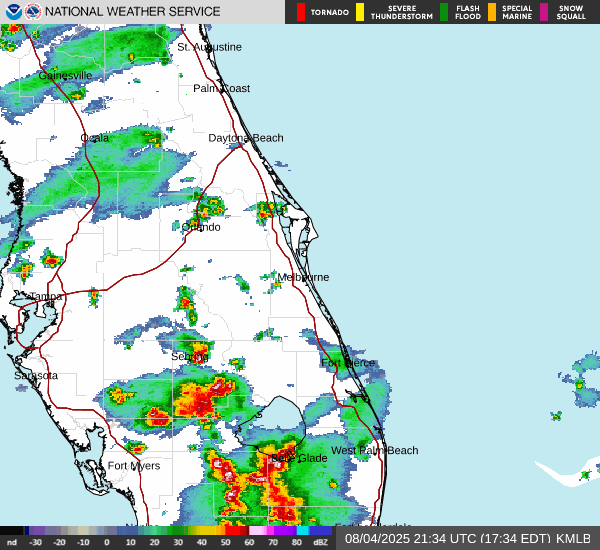 NATIONAL WEATHER SERVICE
TORNADO
SEVERE THUNDERSTORM
FLASH FLOOD
SPECIAL MARINE
SNOW SQUALL
St. Augustine
Gainesville
Palm Coast
Ocala
Daytona Beach
Orlando
Melbourne
Tampa
Sebring
Fort Pierce
Sarasota
West Palm Beach
Belle Glade
Fort Myers
nd -30 -20 -10 0 10 20 30 40 50 60 70 80 dBZ
08/04/2025 21:34 UTC (17:34 EDT) KMLB